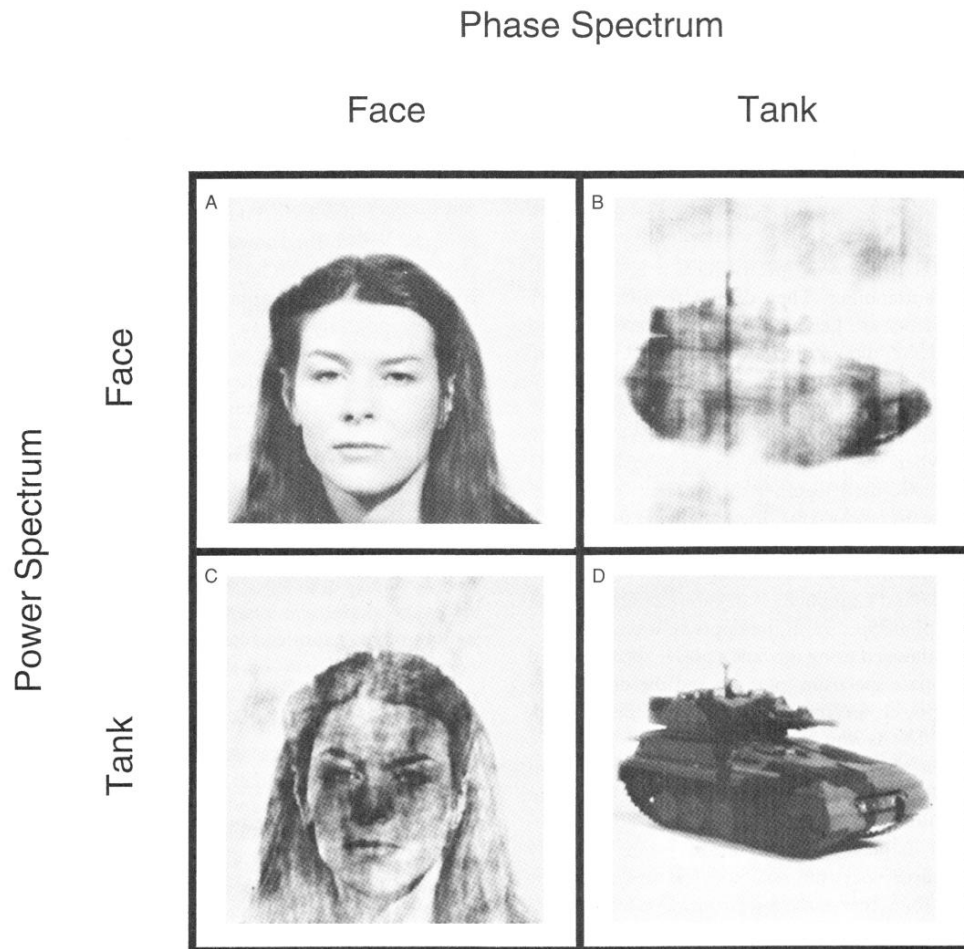 Phase Spectrum
Face Tank
Power Spectrum
Face
A
B
Tank
C
D